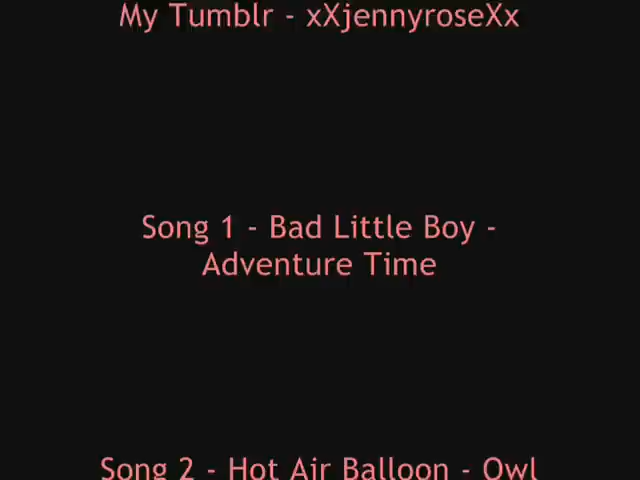 My Tumblr - xXjennyroseXx
Song 1 - Bad Little Boy -
Adventure Time
Song 2 - Hot Air Balloon - Owl